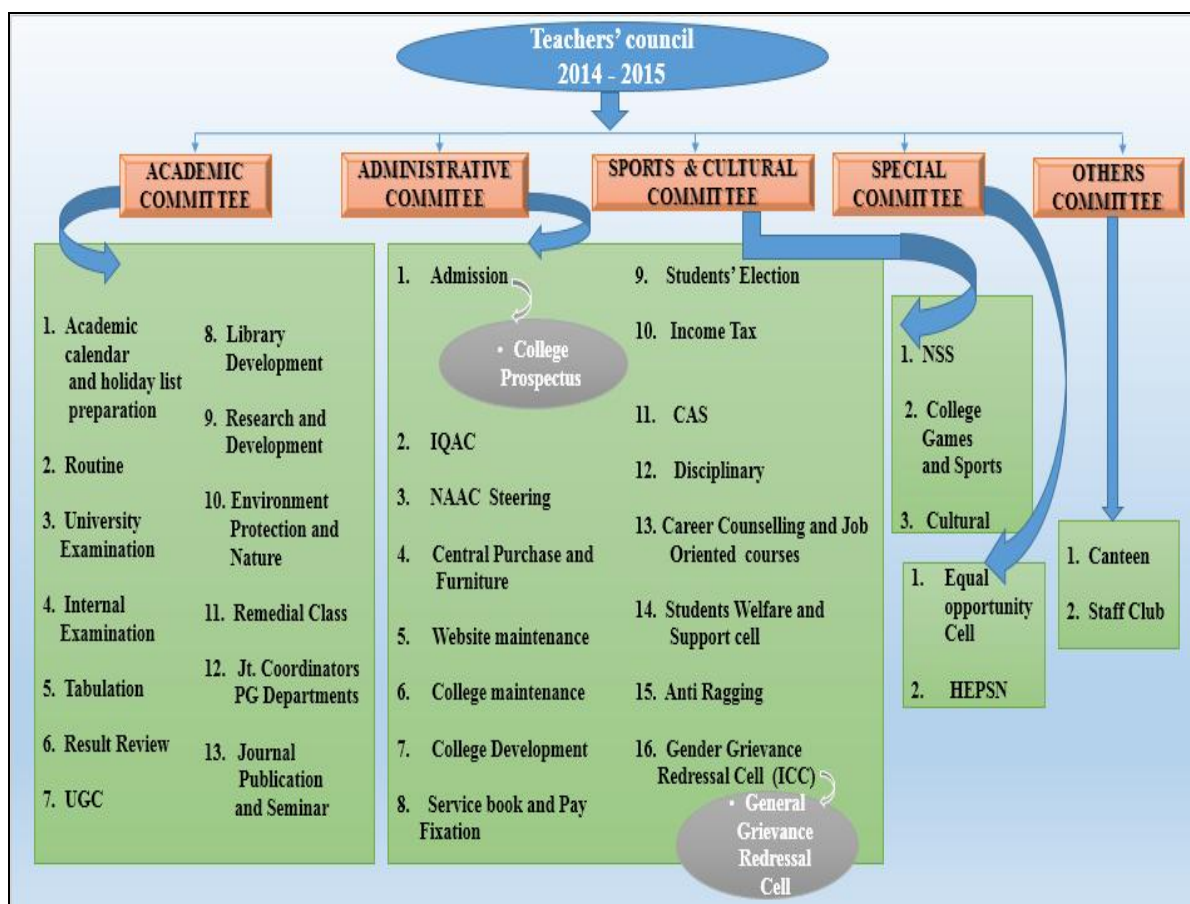 Teachers’ council
2014 - 2015
ACADEMIC
COMMITTEE
ADMINISTRATIVE
COMMITEE
SPORTS & CULTURAL
COMMITTEE
SPECIAL
COMMITTEE
OTHERS
COMMITTEE
1. Academic
calendar
and holiday list
preparation
2. Routine
3. University
Examination
4. Internal
Examination
5. Tabulation
6. Result Review
7. UGC
8. Library
Development
9. Research and
Development
10. Environment
Protection and
Nature
11. Remedial Class
12. Jt. Coordinators
PG Departments
13. Journal
Publication
and Seminar
1. Admission
• College
Prospectus
2. IQAC
3. NAAC Steering
4. Central Purchase and
Furniture
5. Website maintenance
6. College maintenance
7. College Development
8. Service book and Pay
Fixation
9. Students’ Election
10. Income Tax
11. CAS
12. Disciplinary
13. Career Counselling and Job
Oriented courses
14. Students Welfare and
Support cell
15. Anti Ragging
16. Gender Grievance
Redressal Cell (ICC)
• General
Grievance
Redressal
Cell
1. NSS
2. College
Games
and Sports
3. Cultural
1. Equal
opportunity
Cell
2. HEPSN
1. Canteen
2. Staff Club